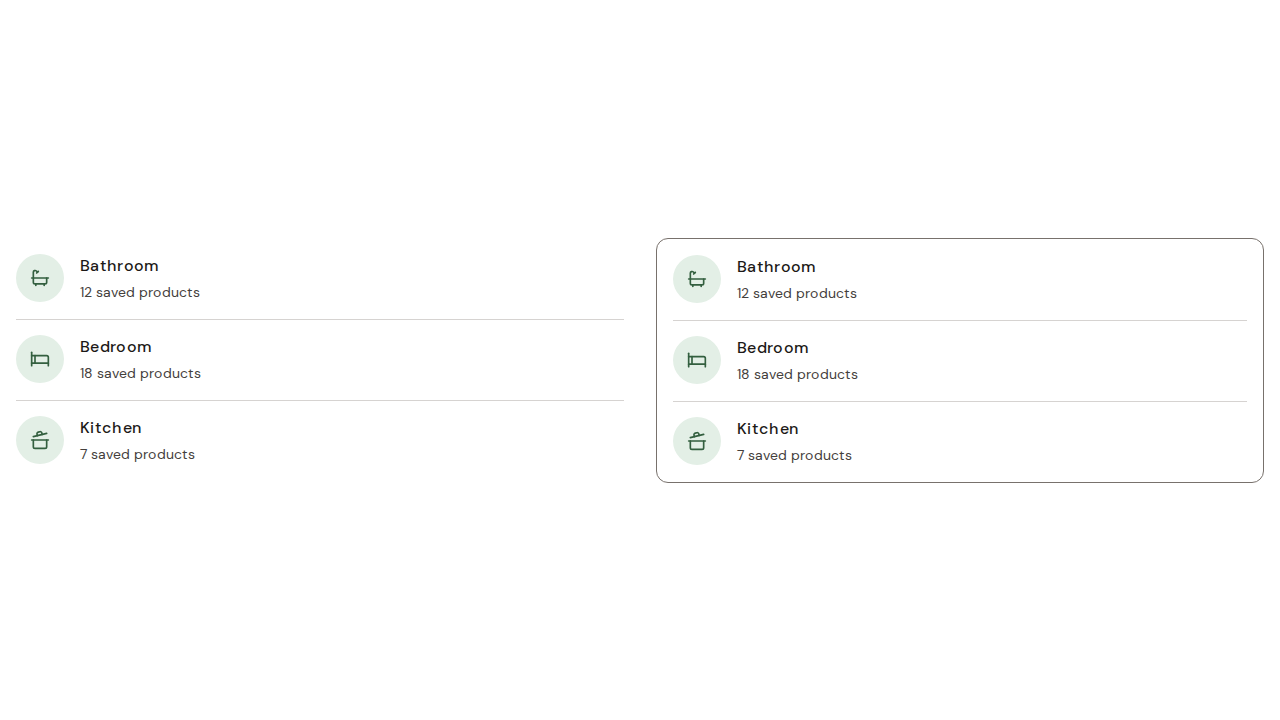 Bathroom
12 saved products
Bedroom
18 saved products
Kitchen
7 saved products
Bathroom
12 saved products
Bedroom
18 saved products
Kitchen
7 saved products